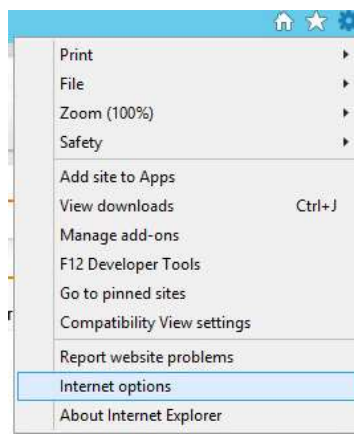 Print
File
Zoom (100%)
Safety
Add site to Apps
View downloads Ctrl+J
Manage add-ons
F12 Developer Tools
Go to pinned sites
Compatibility View settings
Report website problems
Internet options
About Internet Explorer